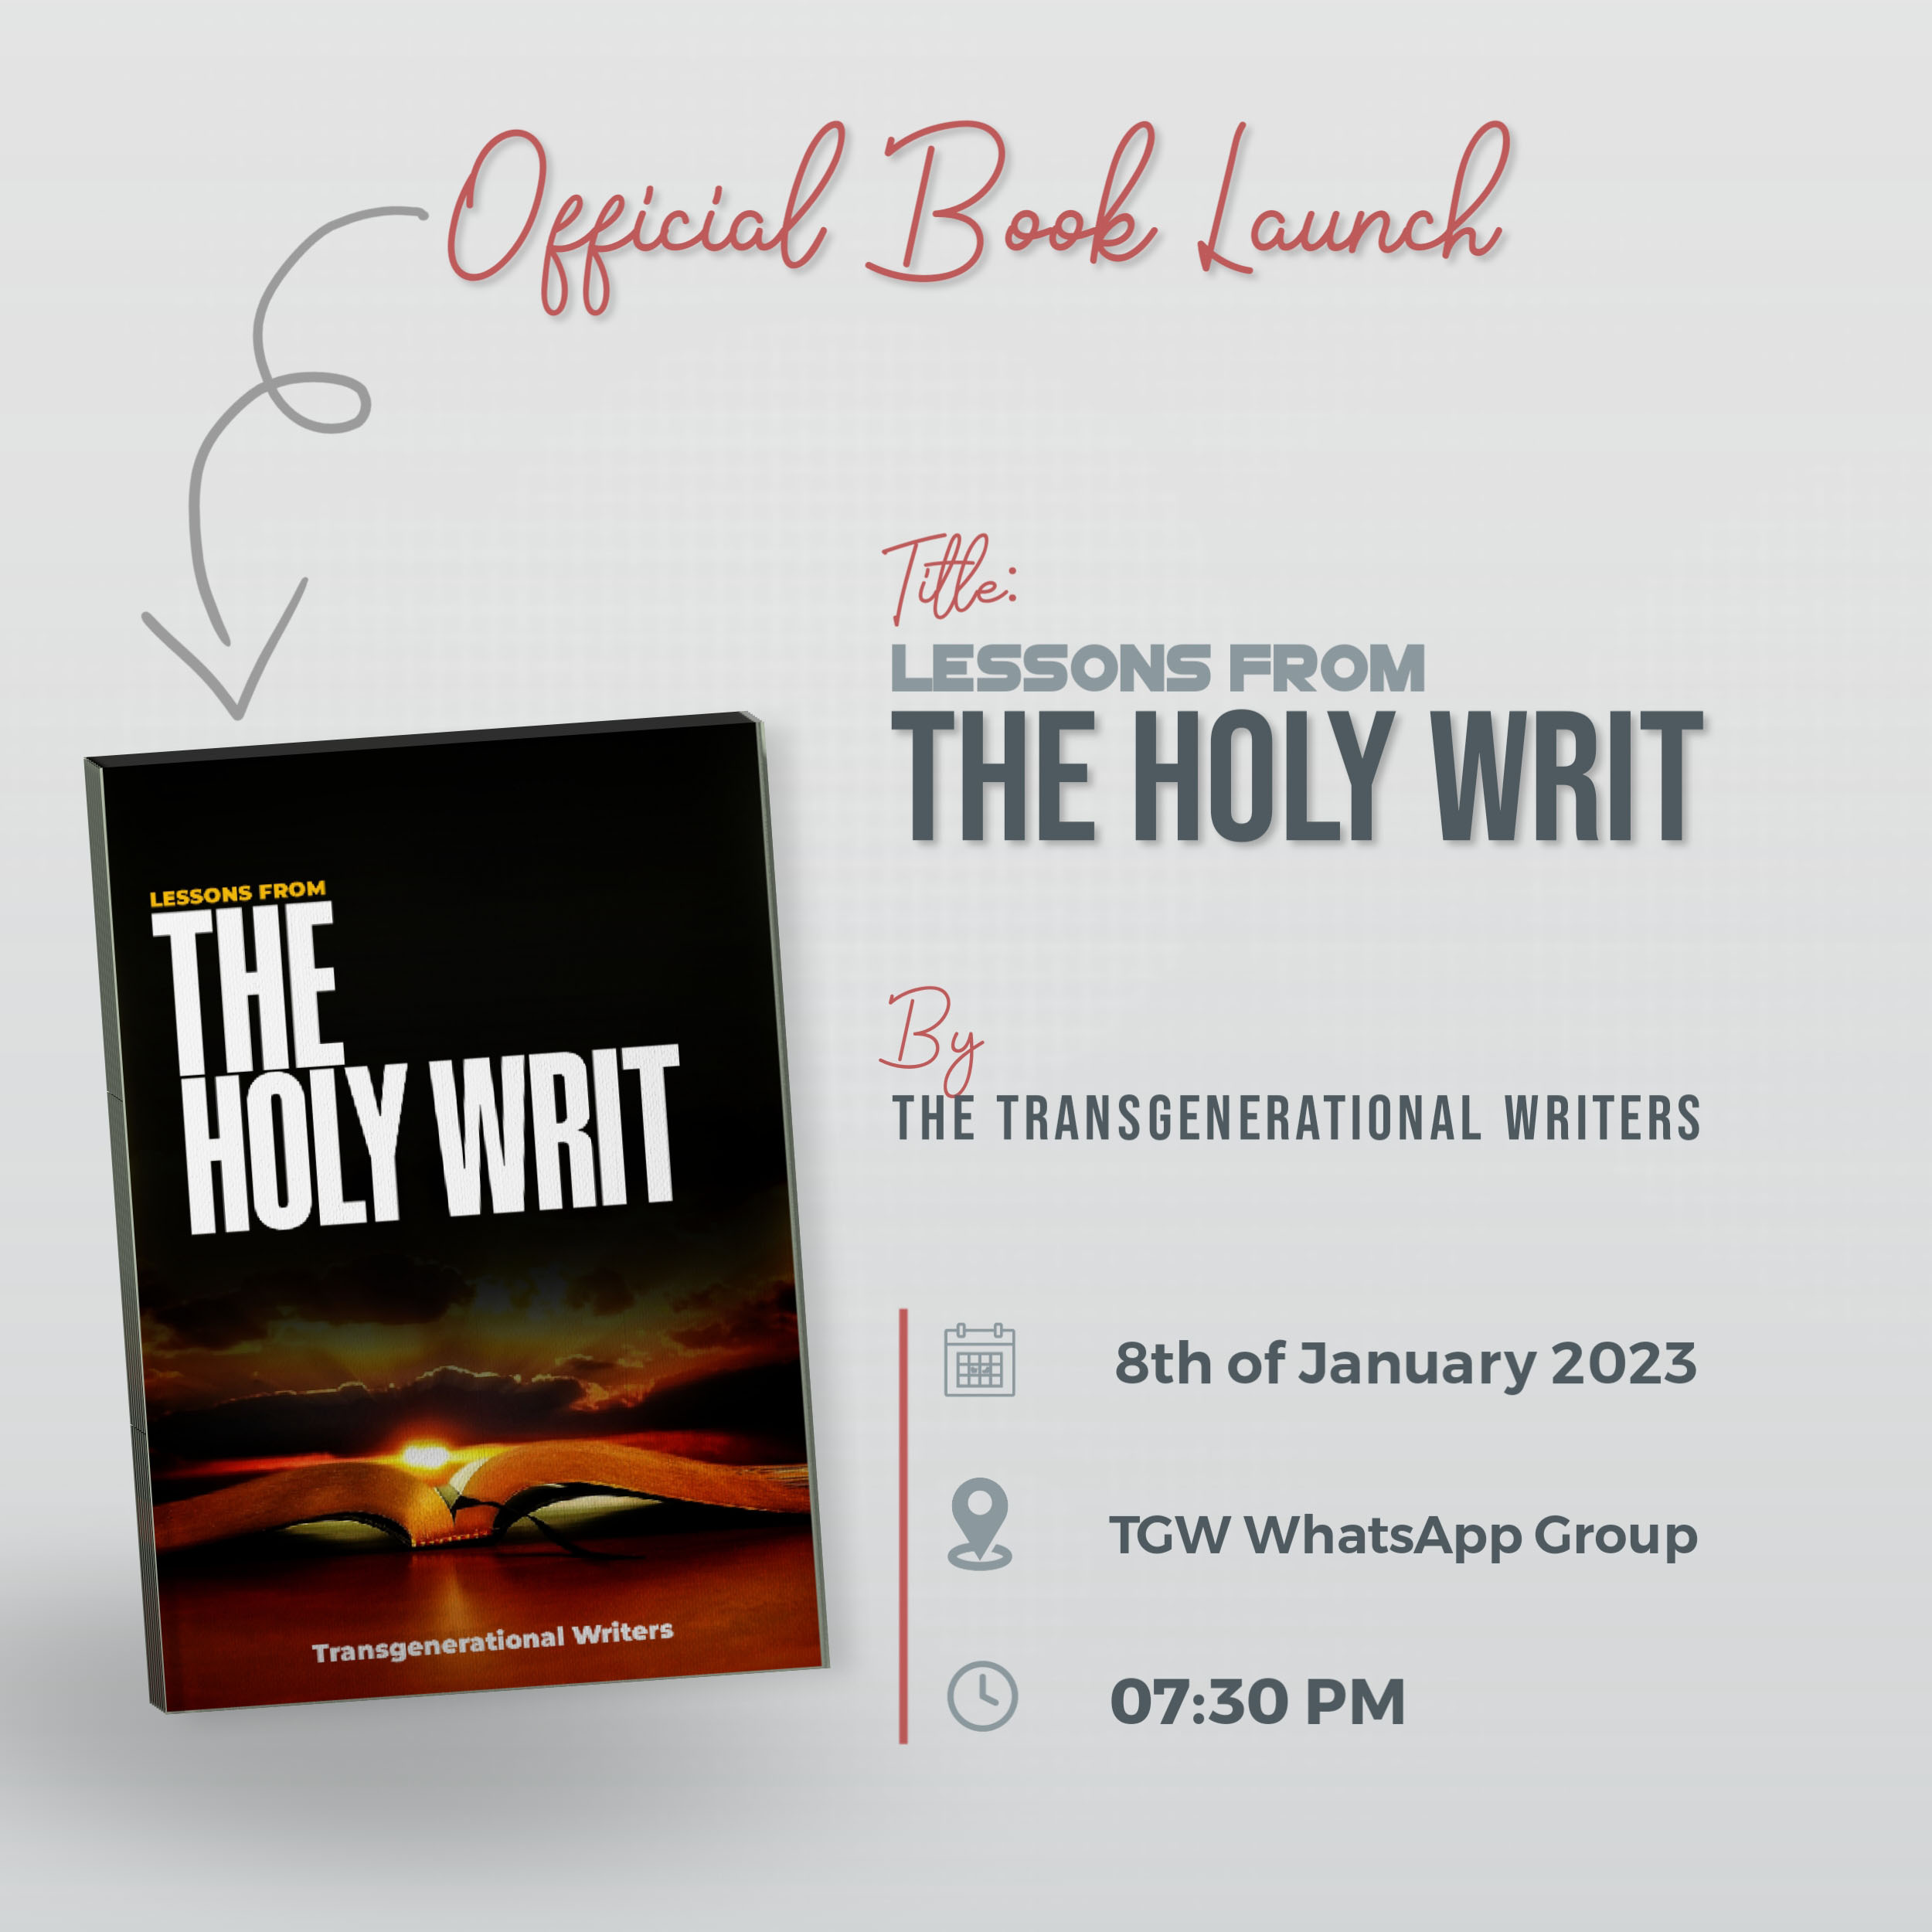 Official Book Launch
Title:
LESSONS FROM
THE HOLY WRIT
By
THE TRANSGENERATIONAL WRITERS
8th of January 2023
TGW WhatsApp Group
07:30 PM
LESSONS FROM
THE
HOLY WRIT
Transgenerational Writers